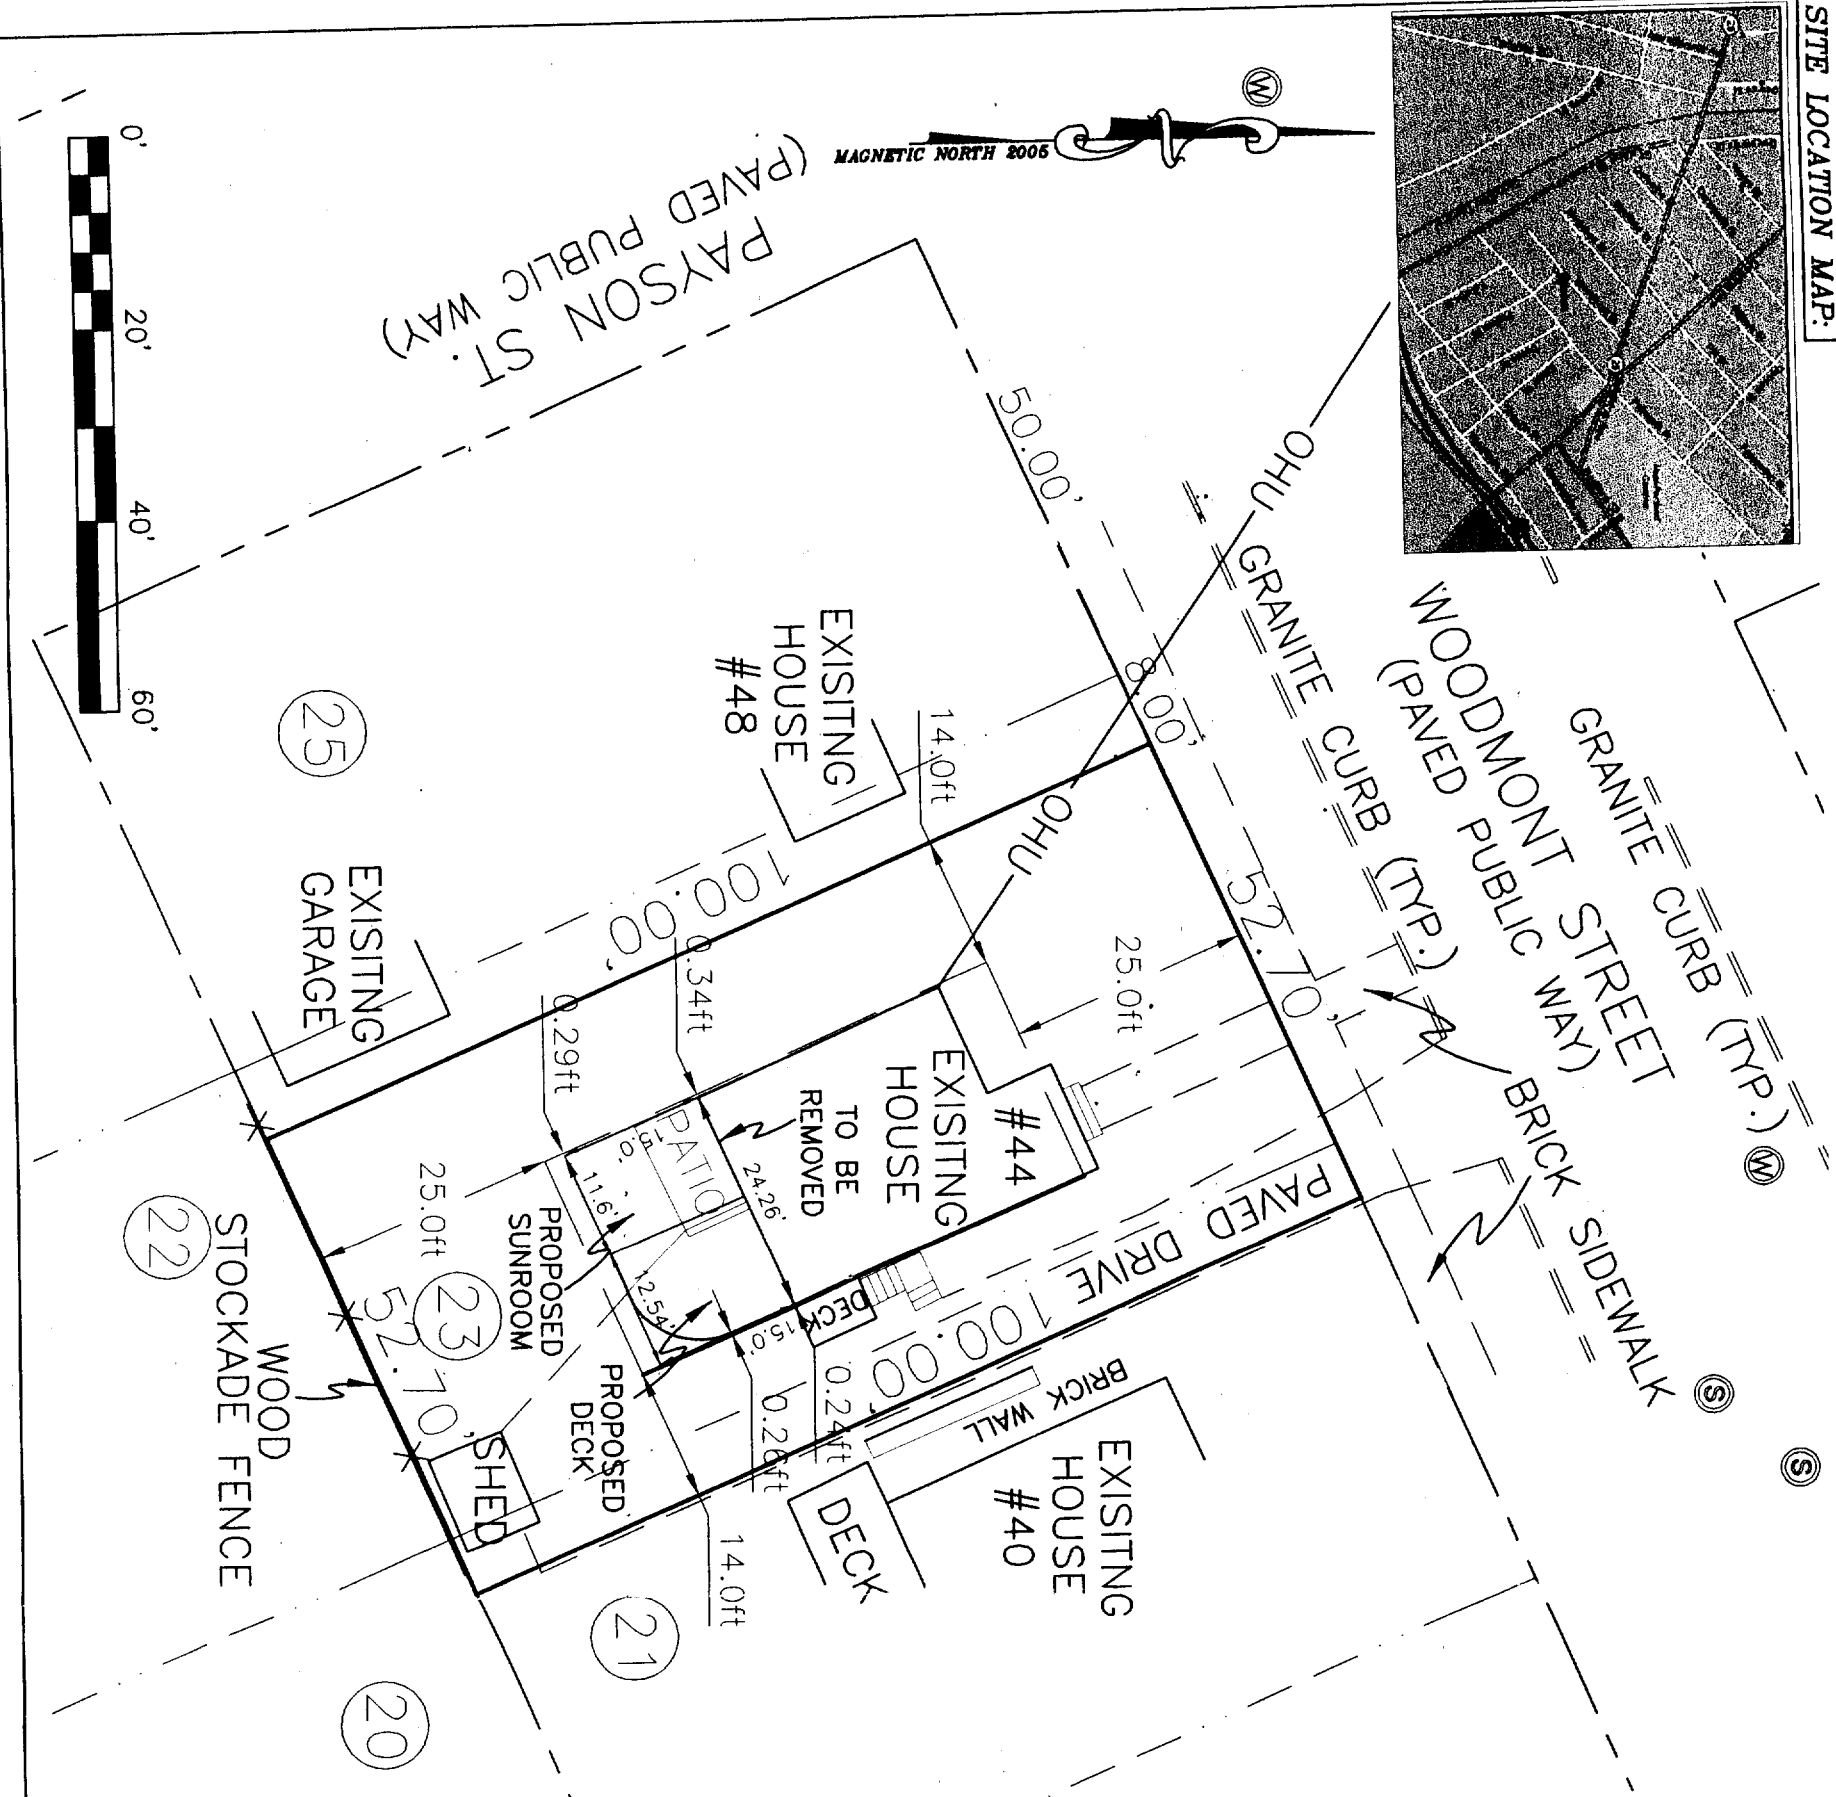 SITE LOCATION MAP:
W
MAGNETIC NORTH 2005
PAYSON ST.
(PAVED PUBLIC WAY)
0'
20'
40'
60'
GRANITE CURB (TYP.)
WOODMONT STREET
(PAVED PUBLIC WAY)
GRANITE CURB (TYP.)
W
BRICK SIDEWALK
S
S
50.00'
8.00'
52.70'
OHU
OHU
EXISITNG
HOUSE
#48
14.0ft
25.0ft
25
100.00'
EXISITNG
GARAGE
0.34ft
0.29ft
#44
EXISITNG
HOUSE
TO BE
REMOVED
PATIO
15.0'
24.26'
11.6'
12.54'
15.0'
DECK
PAVED DRIVE
100.00'
PROPOSED
SUNROOM
PROPOSED
DECK
0.24ft
0.26ft
14.0ft
25.0ft
23
52.70'
22
WOOD
STOCKADE FENCE
SHED
BRICK WALL
EXISITNG
HOUSE
#40
DECK
21
20